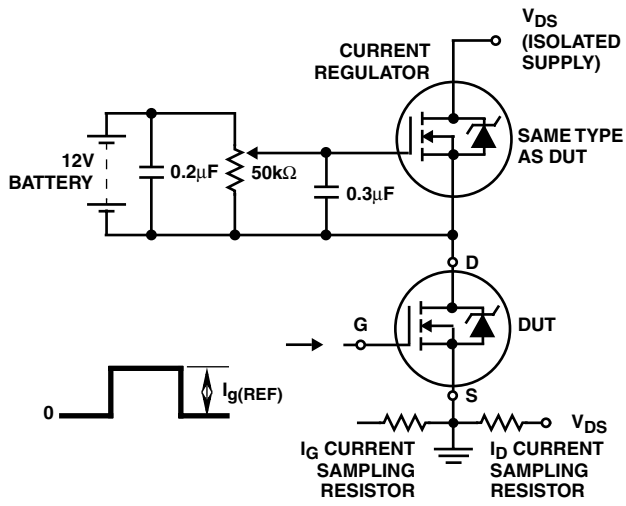 V_DS
(ISOLATED
SUPPLY)
CURRENT
REGULATOR
SAME TYPE
AS DUT
12V
BATTERY
0.2μF
50kΩ
0.3μF
D
G
DUT
I_g(REF)
0
S
V_DS
I_G CURRENT
SAMPLING
RESISTOR
I_D CURRENT
SAMPLING
RESISTOR